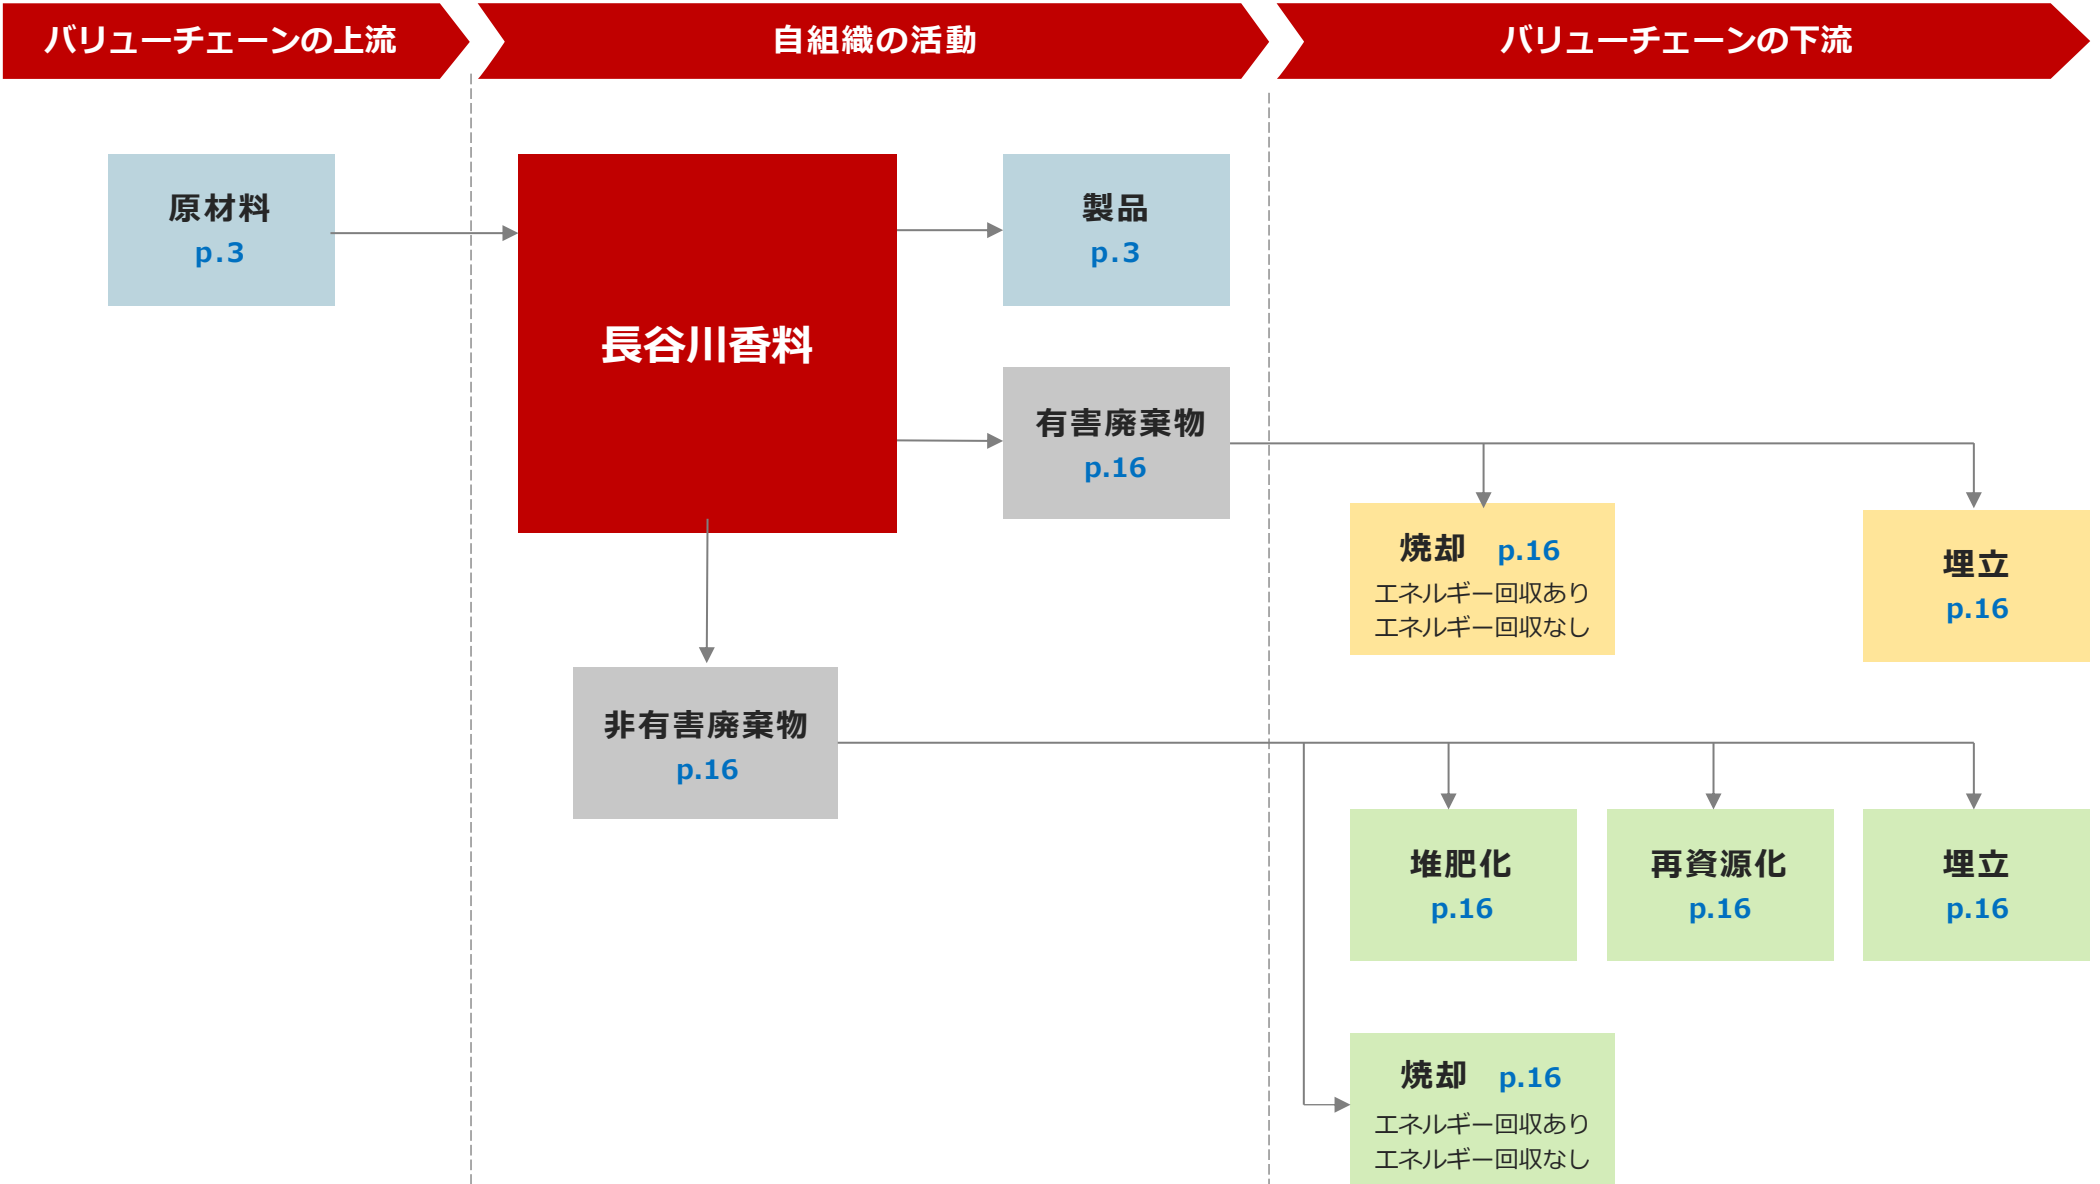 バリューチェーンの上流
自組織の活動
バリューチェーンの下流
原材料
p.3
長谷川香料
製品
p.3
有害廃棄物
p.16
焼却 p.16
エネルギー回収あり
エネルギー回収なし
埋立
p.16
非有害廃棄物
p.16
堆肥化
p.16
再資源化
p.16
埋立
p.16
焼却 p.16
エネルギー回収あり
エネルギー回収なし